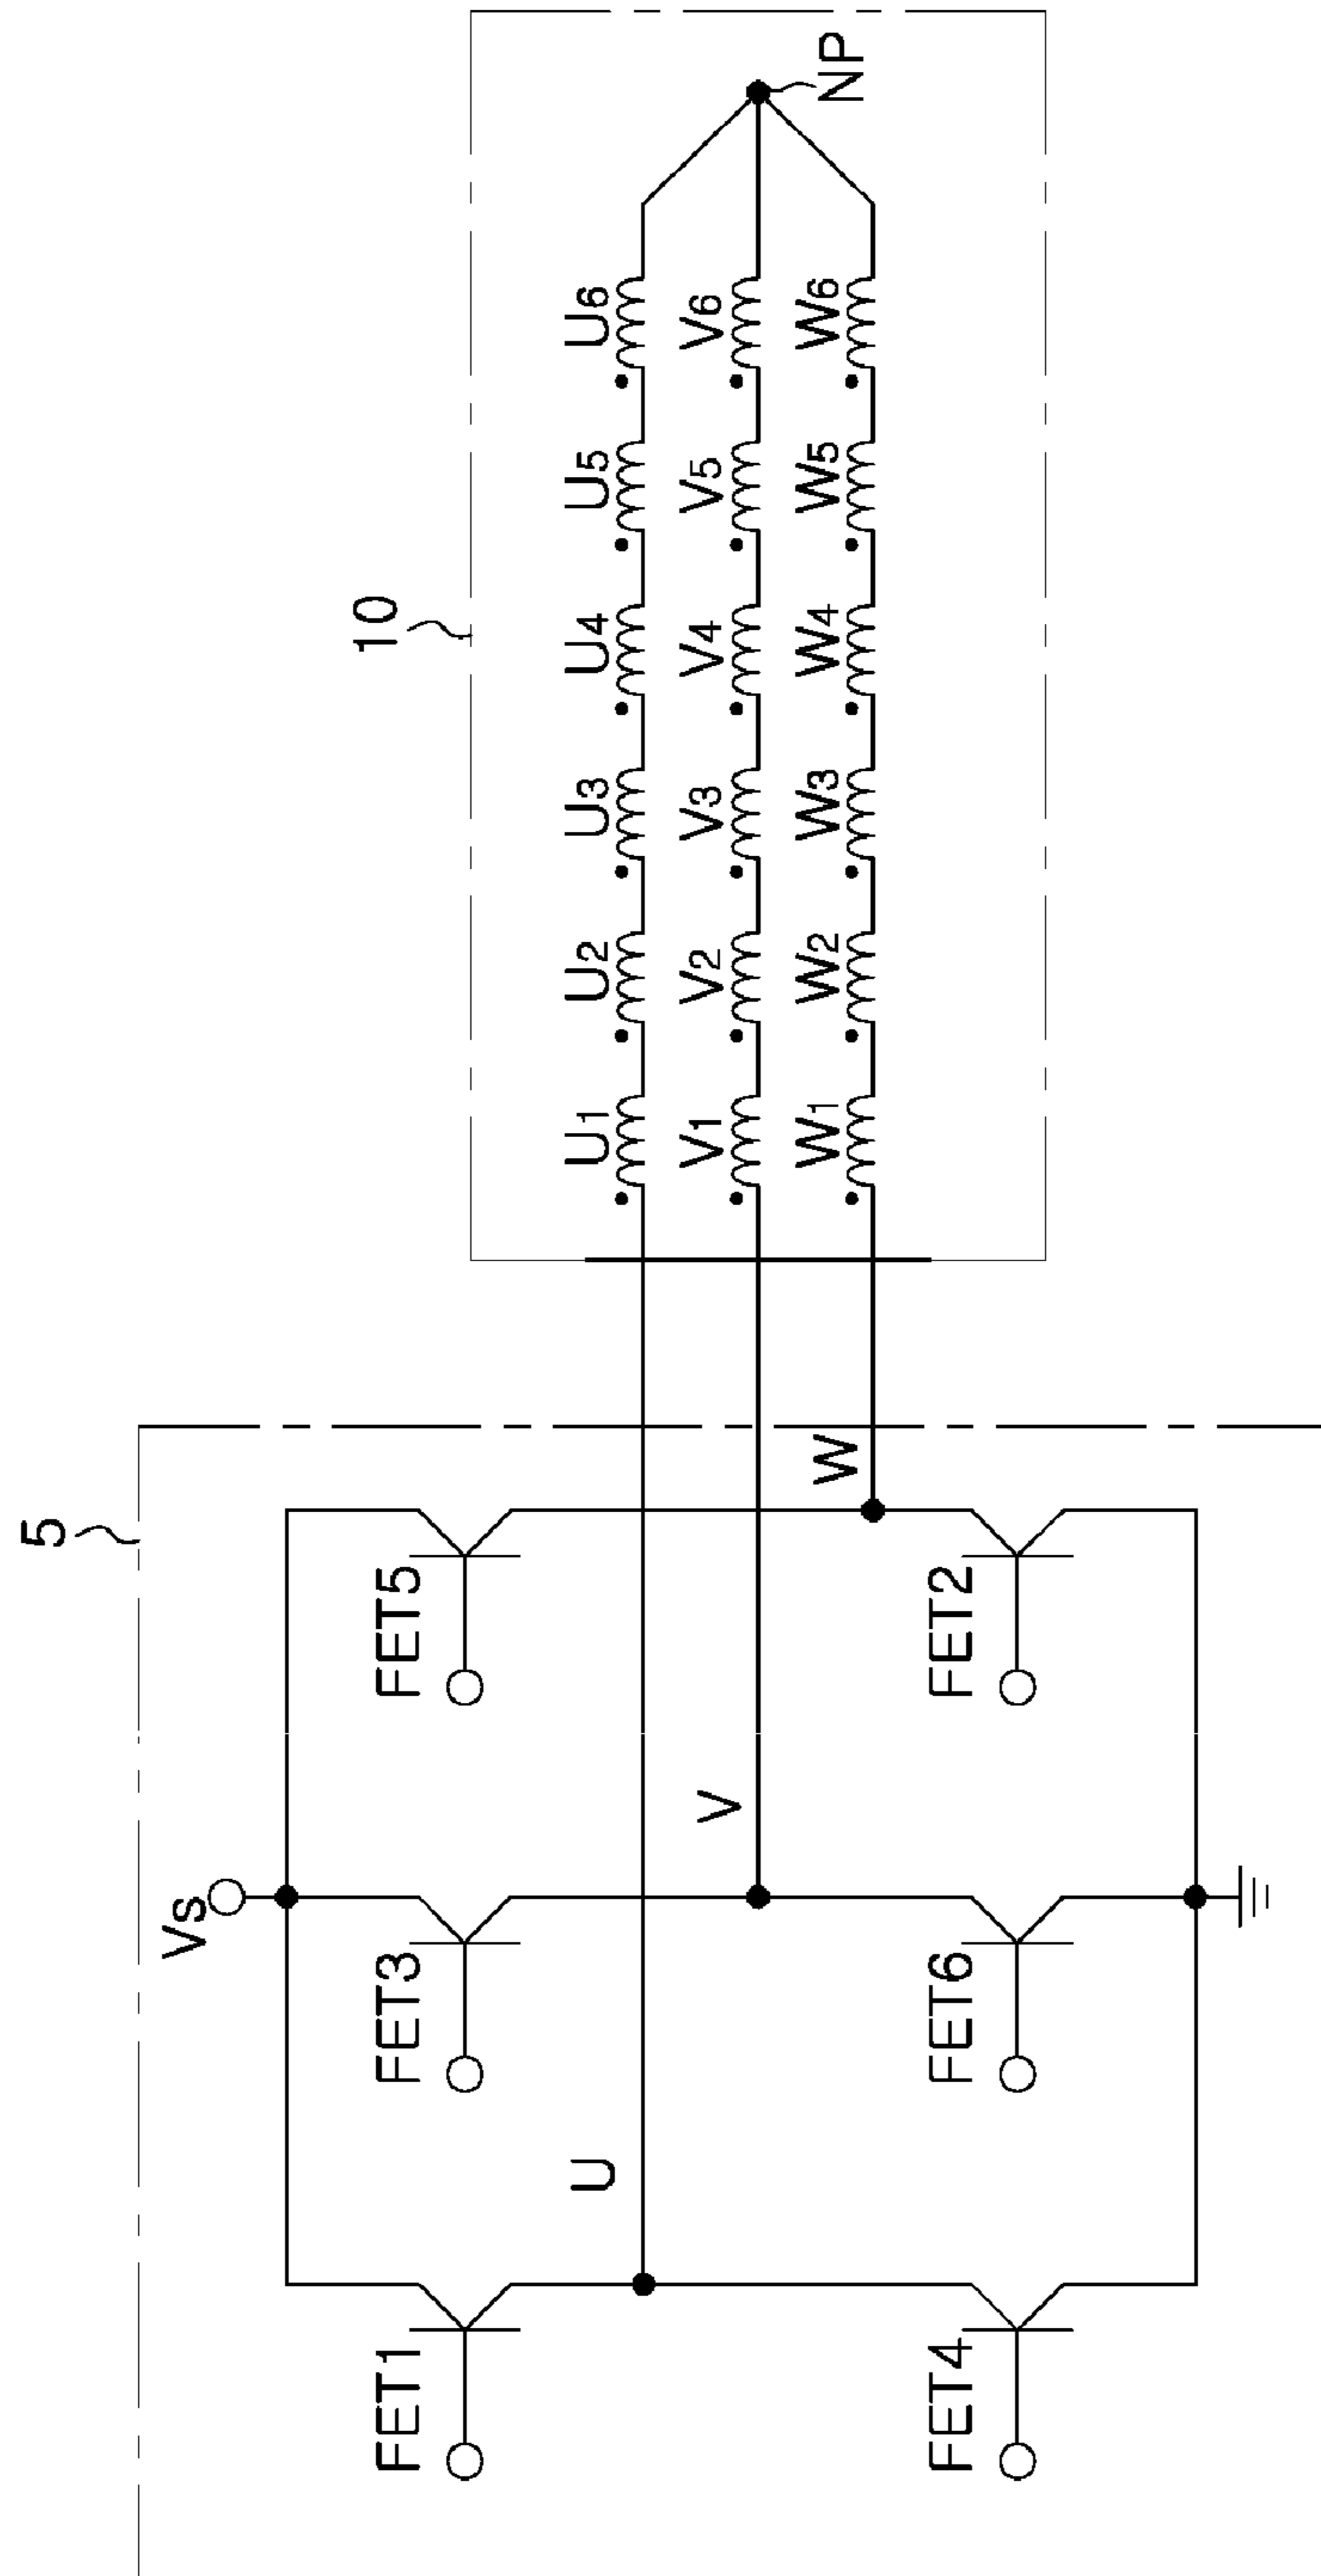 5
10
Vs
FET1
FET3
FET5
U
V
W
FET4
FET6
FET2
U1 U2 U3 U4 U5 U6
V1 V2 V3 V4 V5 V6
W1 W2 W3 W4 W5 W6
NP